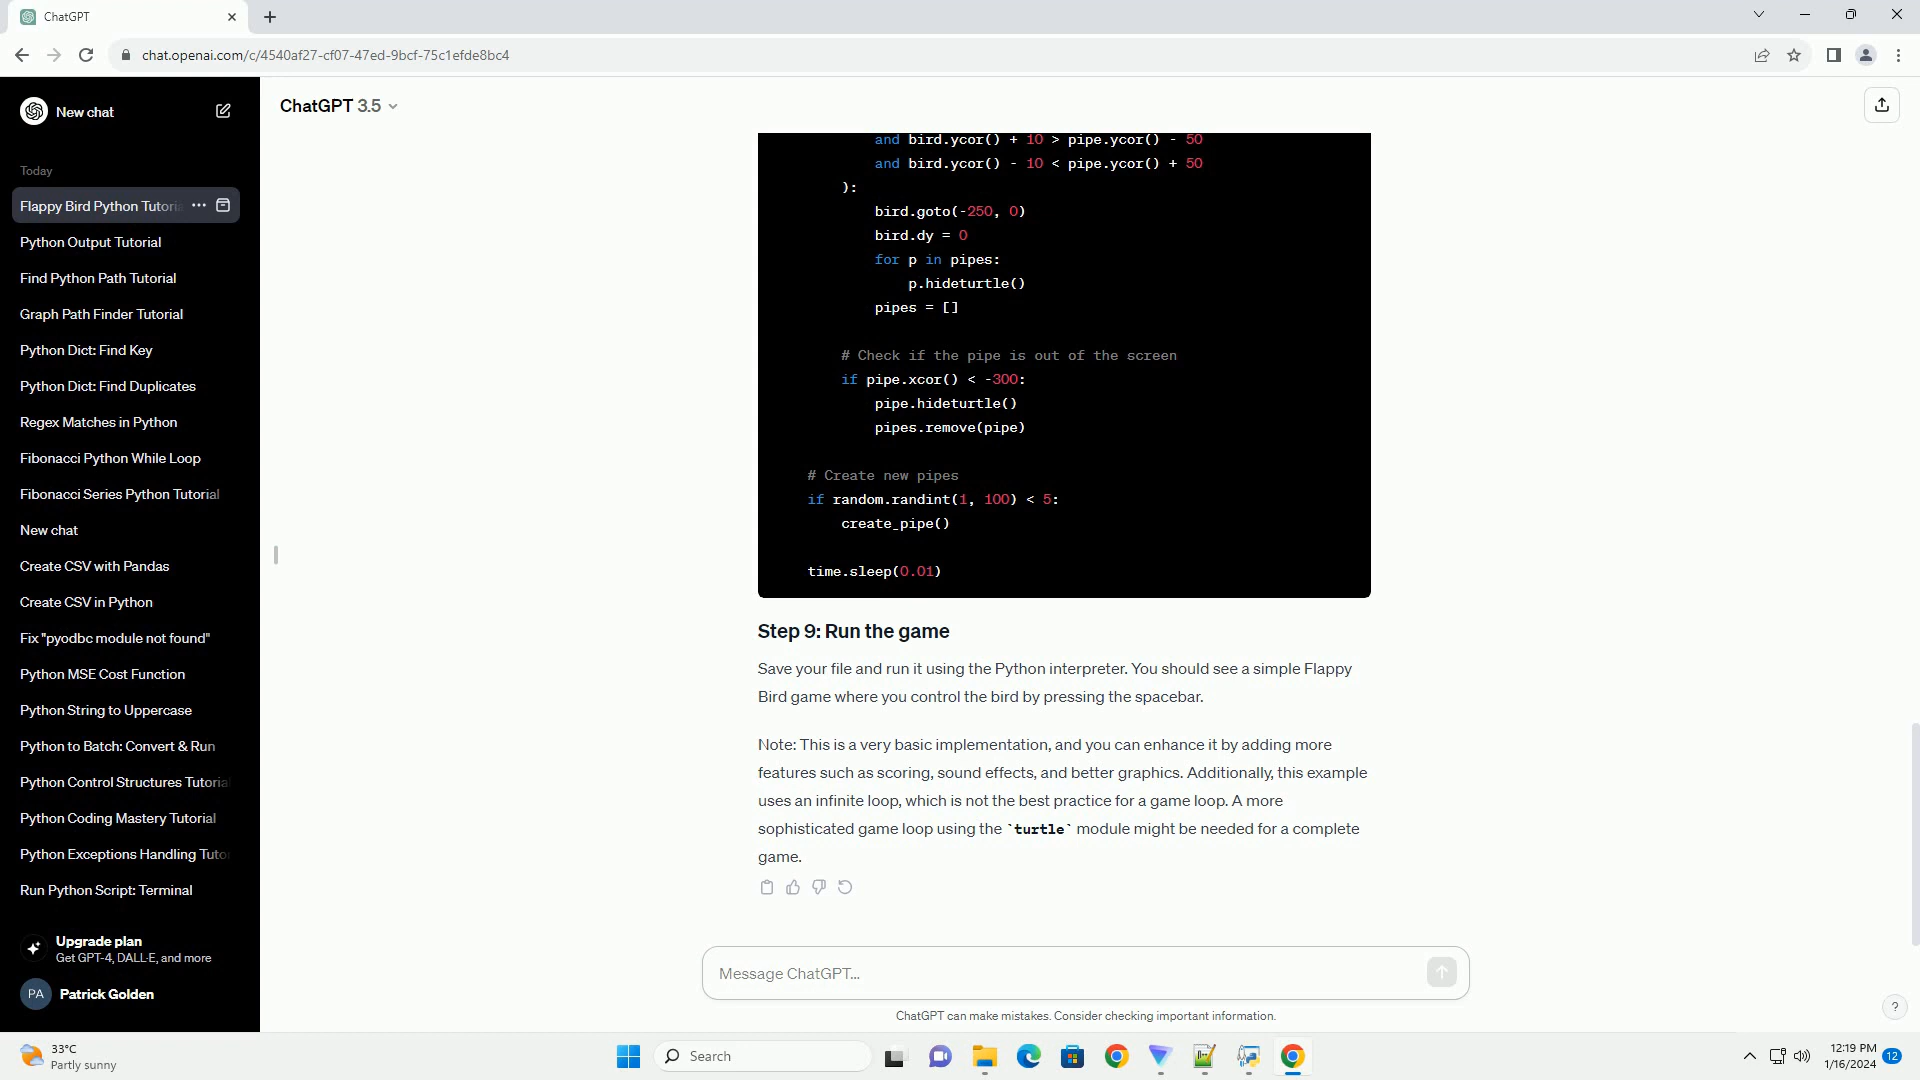 ChatGPT
chat.openai.com/c/4540af27-cf07-47ed-9bcf-75c1efde8bc4
New chat
Today
Flappy Bird Python Tutoria
Python Output Tutorial
Find Python Path Tutorial
Graph Path Finder Tutorial
Python Dict: Find Key
Python Dict: Find Duplicates
Regex Matches in Python
Fibonacci Python While Loop
Fibonacci Series Python Tutorial
New chat
Create CSV with Pandas
Create CSV in Python
Fix "pyodbc module not found"
Python MSE Cost Function
Python String to Uppercase
Python to Batch: Convert & Run
Python Control Structures Tutorial
Python Coding Mastery Tutorial
Python Exceptions Handling Tuto
Run Python Script: Terminal
Upgrade plan
Get GPT-4, DALL·E, and more
PA Patrick Golden
ChatGPT 3.5
and bird.ycor() + 10 > pipe.ycor() - 50
and bird.ycor() - 10 < pipe.ycor() + 50
):
bird.goto(-250, 0)
bird.dy = 0
for p in pipes:
p.hideturtle()
pipes = []
# Check if the pipe is out of the screen
if pipe.xcor() < -300:
pipe.hideturtle()
pipes.remove(pipe)
# Create new pipes
if random.randint(1, 100) < 5:
create_pipe()
time.sleep(0.01)
Step 9: Run the game
Save your file and run it using the Python interpreter. You should see a simple Flappy
Bird game where you control the bird by pressing the spacebar.
Note: This is a very basic implementation, and you can enhance it by adding more
features such as scoring, sound effects, and better graphics. Additionally, this example
uses an infinite loop, which is not the best practice for a game loop. A more
sophisticated game loop using the `turtle` module might be needed for a complete
game.
Message ChatGPT...
ChatGPT can make mistakes. Consider checking important information.
?
33°C
Partly sunny
Search
12:19 PM
1/16/2024
12